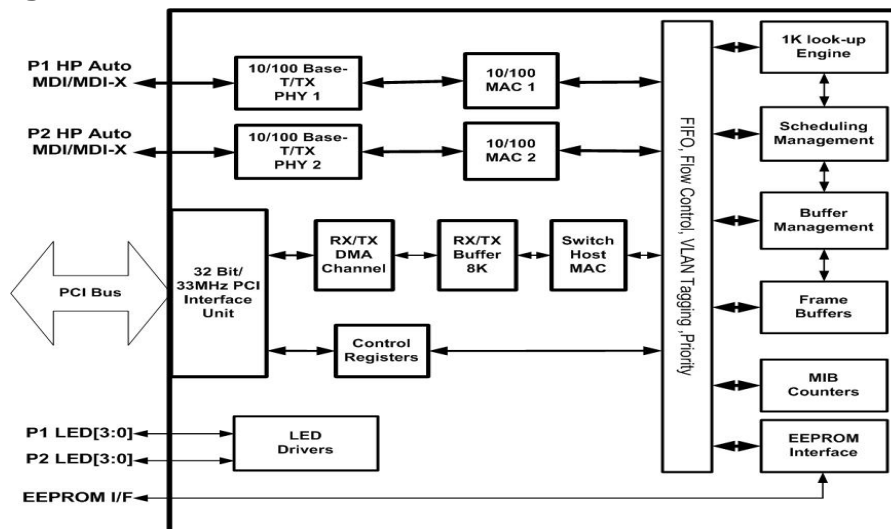 P1 HP Auto
MDI/MDI-X
10/100 Base-
T/TX
PHY 1
10/100
MAC 1
P2 HP Auto
MDI/MDI-X
10/100 Base-
T/TX
PHY 2
10/100
MAC 2
PCI Bus
32 Bit/
33MHz PCI
Interface
Unit
RX/TX
DMA
Channel
RX/TX
Buffer
8K
Switch
Host
MAC
Control
Registers
P1 LED[3:0]
P2 LED[3:0]
LED
Drivers
EEPROM I/F
FIFO, Flow Control, VLAN Tagging ,Priority
1K look-up
Engine
Scheduling
Management
Buffer
Management
Frame
Buffers
MIB
Counters
EEPROM
Interface